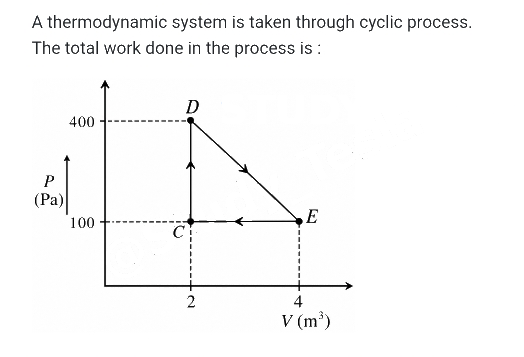 A thermodynamic system is taken through cyclic process.
The total work done in the process is :
D
400
P
(Pa)
E
100
C
2
4
V (m³)